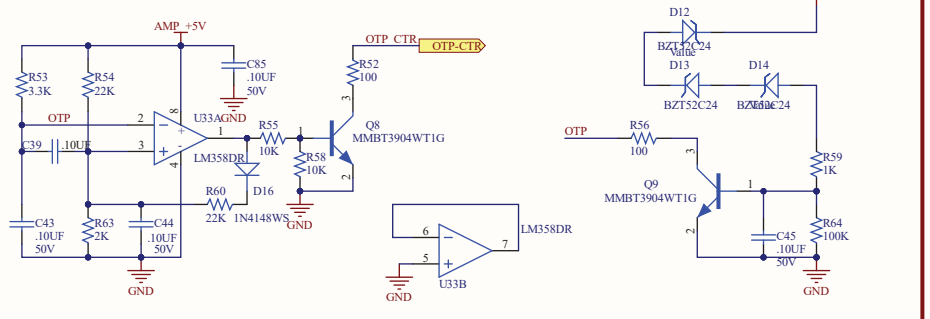 AMP_+5V
OTP_CTR
OTP-CTR
R53
3.3K
R54
22K
C85
.10UF
50V
GND
R52
100
OTP
C39
.10UF
2
3
8
4
1
U33A
LM358DR
R55
10K
1
3
2
Q8
MMBT3904WT1G
R58
10K
D16
1N4148WS
R60
22K
GND
C43
.10UF
50V
R63
2K
C44
.10UF
50V
GND
6
5
7
LM358DR
U33B
GND
D12
BZT52C24
Value
D13
BZT52C24
D14
BZT52C24
OTP
R56
100
3
1
2
Q9
MMBT3904WT1G
R59
1K
R64
100K
C45
.10UF
50V
GND